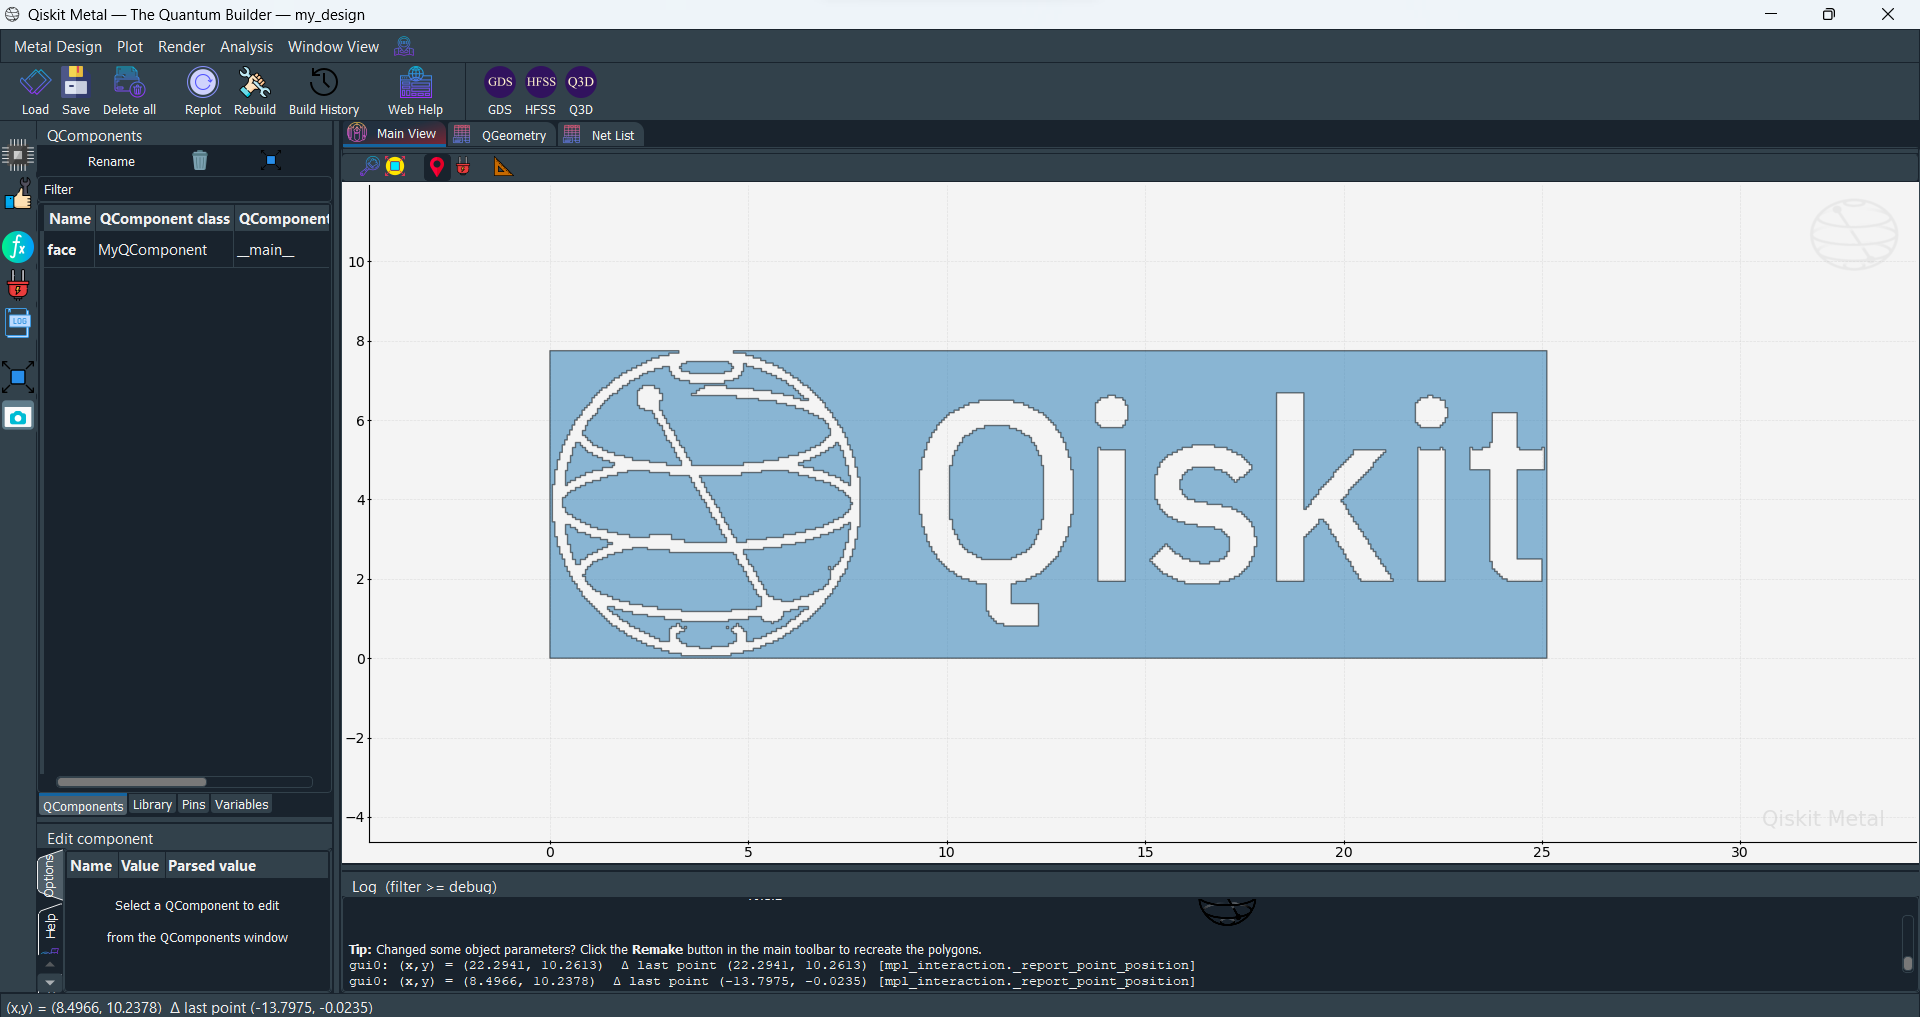 Qiskit Metal — The Quantum Builder — my_design
Metal Design Plot Render Analysis Window View
GDS HFSS Q3D
Load Save Delete all Replot Rebuild Build History Web Help GDS HFSS Q3D
QComponents
Main View QGeometry Net List
Rename
Filter
Name QComponent class QComponent
face MyQComponent __main__
LOG
10
8
6
4
2
0
−2
−4
0 5 10 15 20 25 30
Qiskit
Qiskit Metal
QComponents Library Pins Variables
Edit component
Options
Help
Name Value Parsed value
Select a QComponent to edit
from the QComponents window
Log (filter >= debug)
Tip: Changed some object parameters? Click the Remake button in the main toolbar to recreate the polygons.
gui0: (x,y) = (22.2941, 10.2613) Δ last point (22.2941, 10.2613) [mpl_interaction._report_point_position]
gui0: (x,y) = (8.4966, 10.2378) Δ last point (-13.7975, -0.0235) [mpl_interaction._report_point_position]
(x,y) = (8.4966, 10.2378) Δ last point (-13.7975, -0.0235)